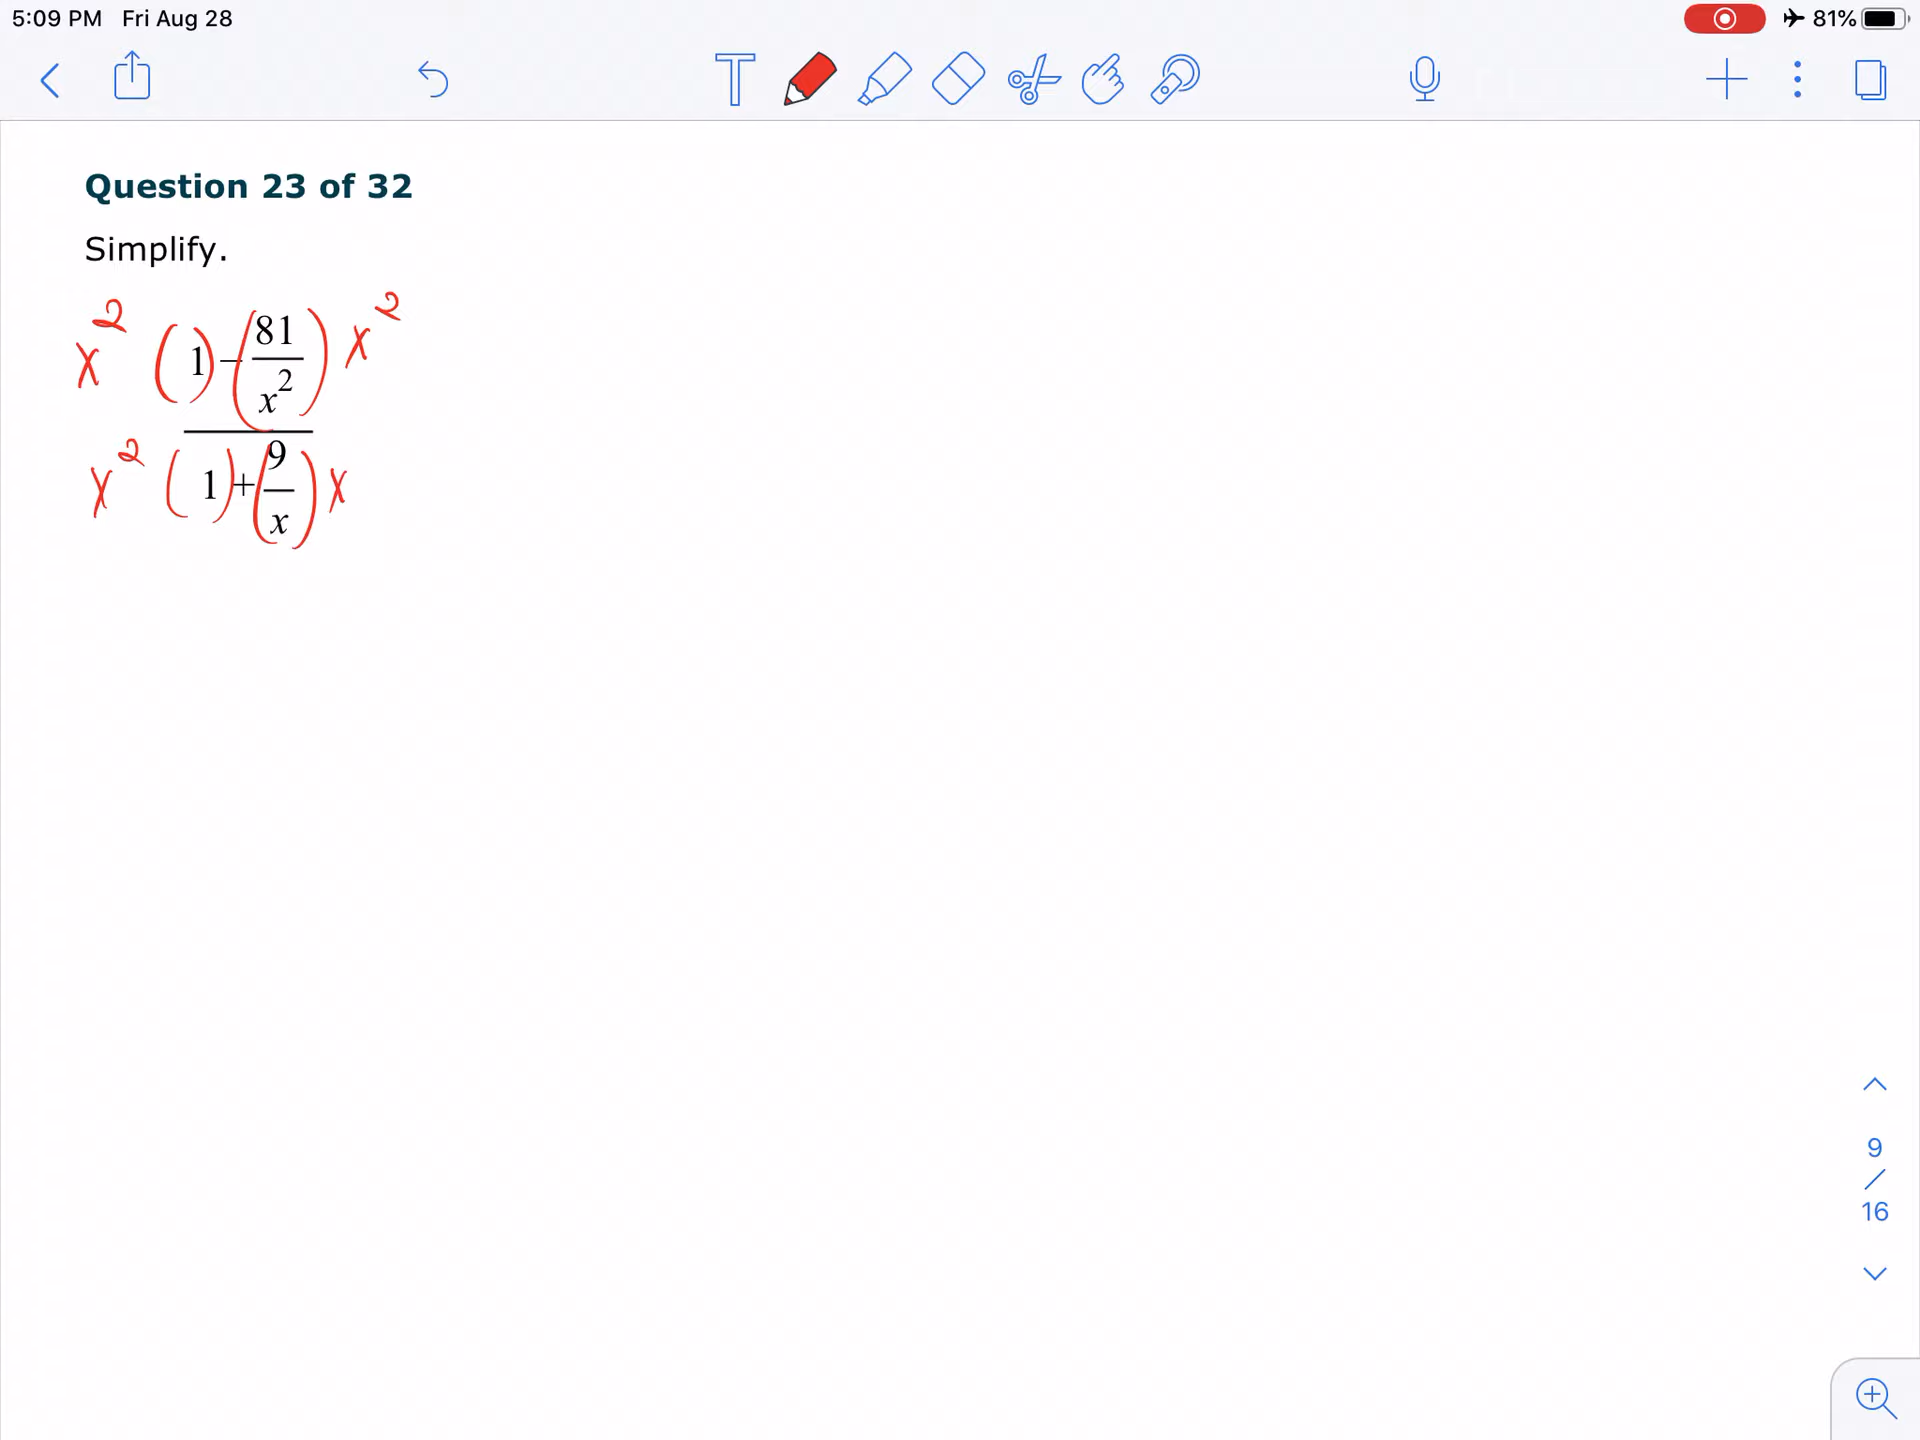 5:09 PM Fri Aug 28
81%
T
Question 23 of 32
Simplify.
x² (1) - (81/x²) x²
x² (1) + (9/x) x
9
/
16